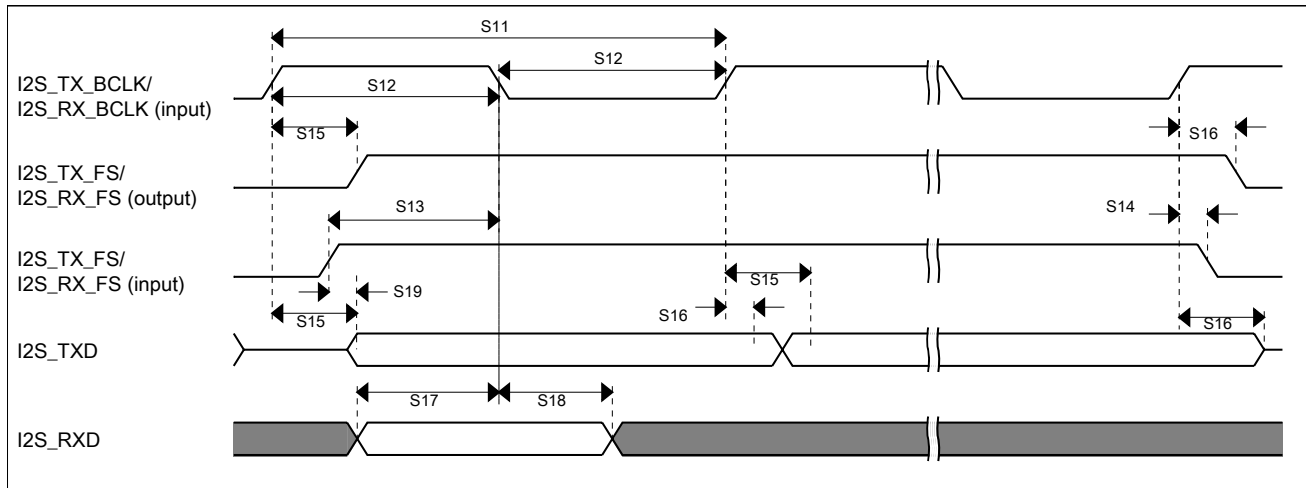 S11
I2S_TX_BCLK/
I2S_RX_BCLK (input)
S12
S12
S15
S16
I2S_TX_FS/
I2S_RX_FS (output)
S13
S14
I2S_TX_FS/
I2S_RX_FS (input)
S15
S19
S15
S16
S16
I2S_TXD
S17
S18
I2S_RXD